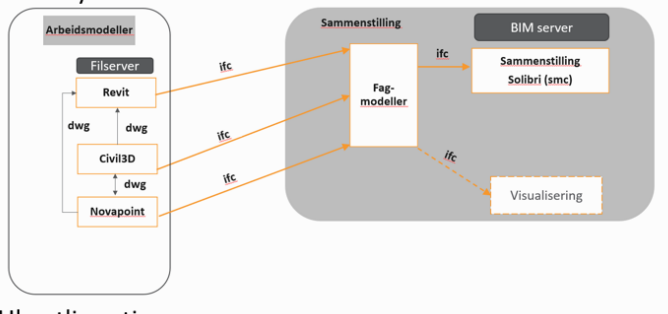 Arbeidsmodeller
Filserver
Revit
dwg
dwg
Civil3D
dwg
Novapoint
ifc
ifc
ifc
Sammenstilling
BIM server
Fag-
modeller
ifc
Sammenstilling
Solibri (smc)
ifc
Visualisering